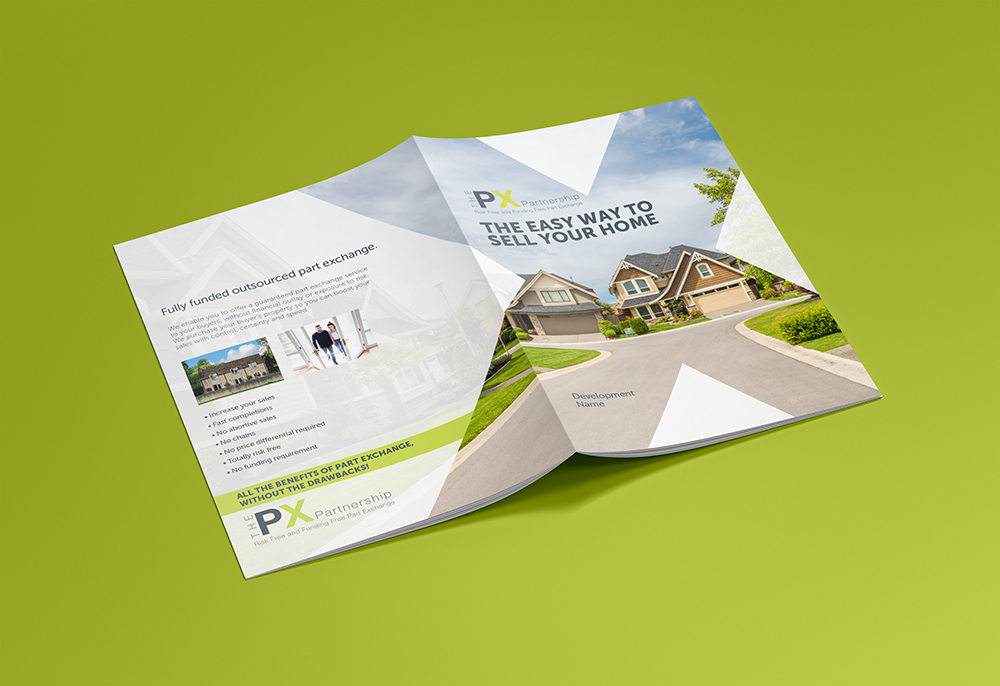 Fully funded outsourced part exchange.
We enable you to offer a guaranteed part exchange service
to your buyers, without financial outlay or exposure to risk.
We purchase your buyer's property so you can boost your
sales with control, certainty and speed.
• Increase your sales
• Fast completions
• No abortive sales
• No chains
• No price differential required
• Totally risk free
• No funding requirement
ALL THE BENEFITS OF PART EXCHANGE,
WITHOUT THE DRAWBACKS!
THE PX Partnership
Risk Free and Funding Free Part Exchange
THE PX Partnership
Risk Free and Funding Free Part Exchange
THE EASY WAY TO
SELL YOUR HOME
Development
Name